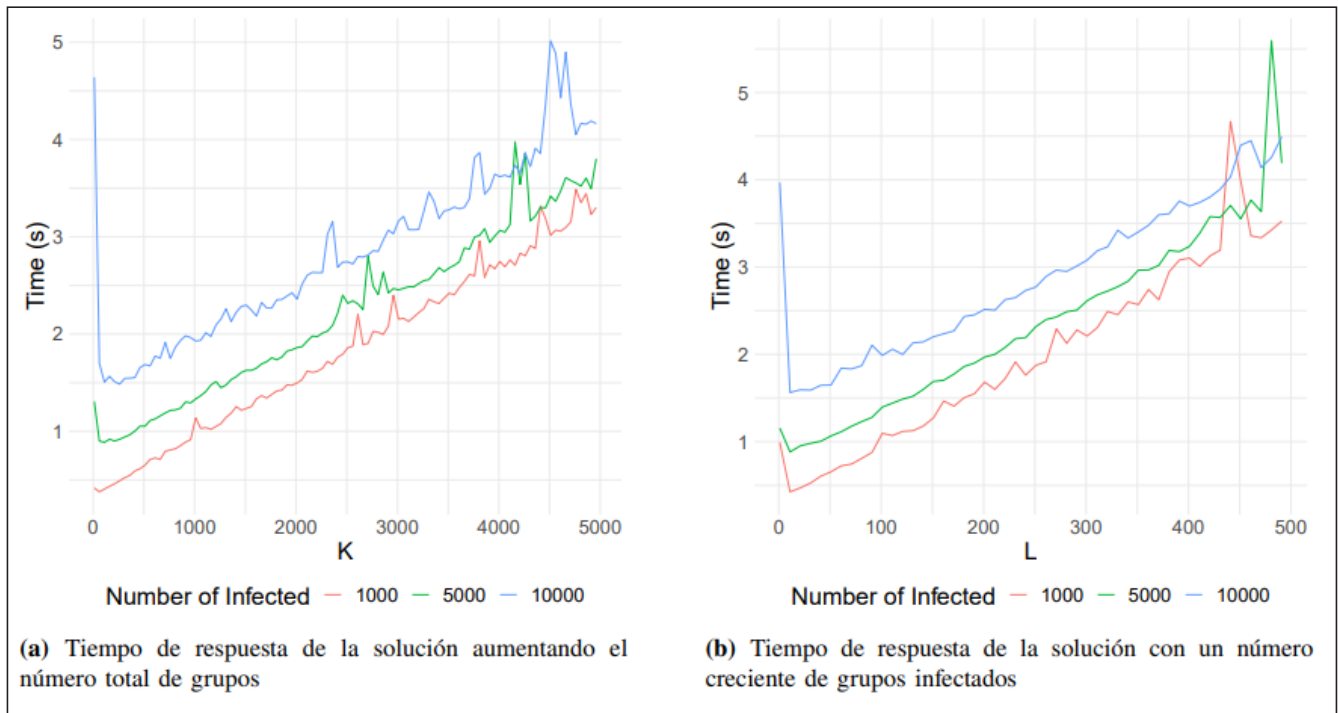 5
4
3
2
1
Time (s)
0 1000 2000 3000 4000 5000
K
Number of Infected 1000 5000 10000
(a) Tiempo de respuesta de la solución aumentando el
número total de grupos
5
4
3
2
1
Time (s)
0 100 200 300 400 500
L
Number of Infected 1000 5000 10000
(b) Tiempo de respuesta de la solución con un número
creciente de grupos infectados